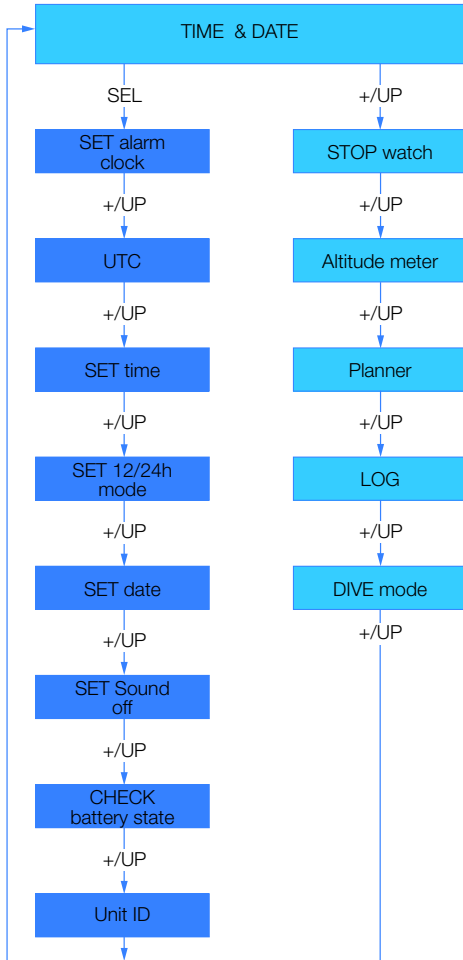 TIME & DATE
SEL
SET alarm
clock
+/UP
UTC
+/UP
SET time
+/UP
SET 12/24h
mode
+/UP
SET date
+/UP
SET Sound
off
+/UP
CHECK
battery state
+/UP
Unit ID
+/UP
STOP watch
+/UP
Altitude meter
+/UP
Planner
+/UP
LOG
+/UP
DIVE mode
+/UP